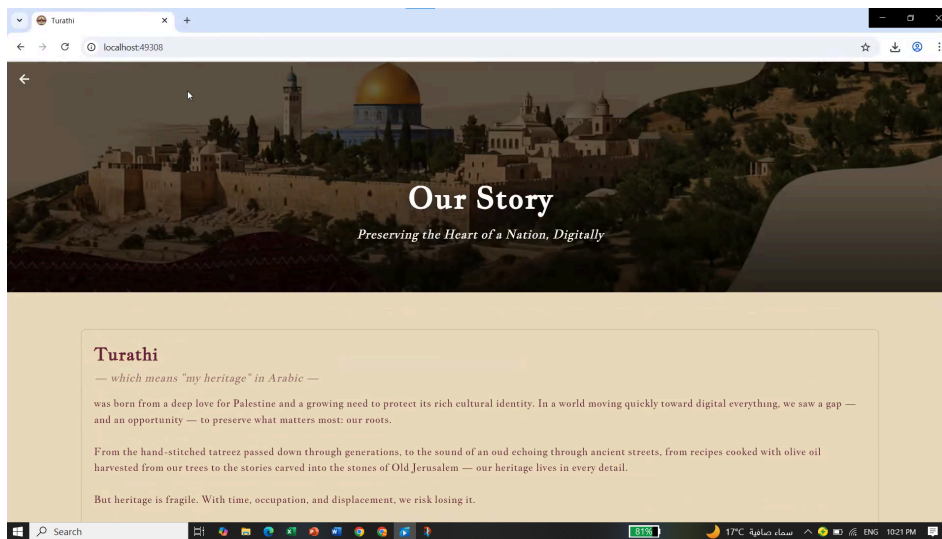 Turathi
localhost:49308
Our Story
Preserving the Heart of a Nation, Digitally
Turathi
— which means "my heritage" in Arabic —
was born from a deep love for Palestine and a growing need to protect its rich cultural identity. In a world moving quickly toward digital everything, we saw a gap —
and an opportunity — to preserve what matters most: our roots.
From the hand-stitched tatreez passed down through generations, to the sound of an oud echoing through ancient streets, from recipes cooked with olive oil
harvested from our trees to the stories carved into the stones of Old Jerusalem — our heritage lives in every detail.
But heritage is fragile. With time, occupation, and displacement, we risk losing it.
Search
81%
17°C سماء صافية
ENG
10:21 PM